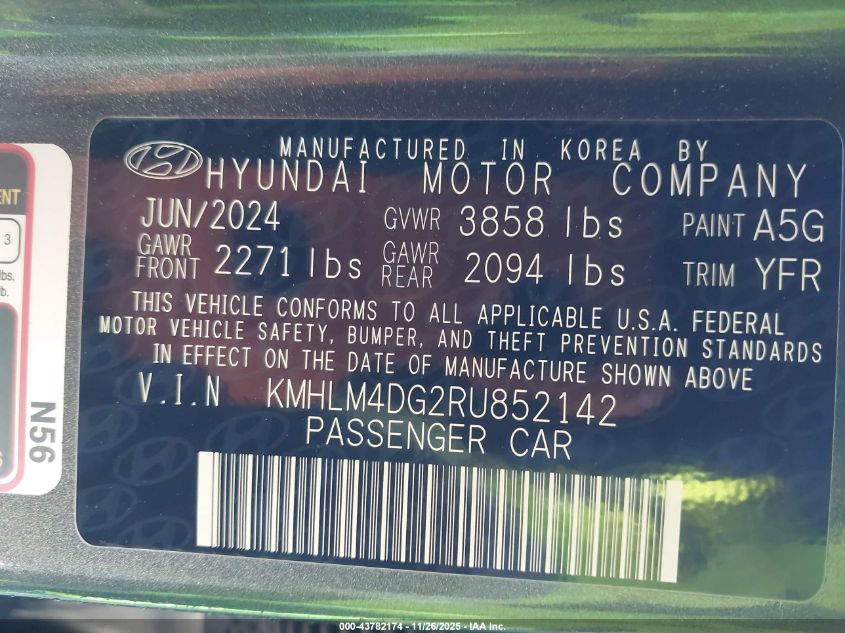 MANUFACTURED IN KOREA BY
HYUNDAI MOTOR COMPANY
JUN/2024 GVWR 3858 lbs PAINT A5G
GAWR FRONT 2271 lbs GAWR REAR 2094 lbs TRIM YFR
THIS VEHICLE CONFORMS TO ALL APPLICABLE U.S.A. FEDERAL
MOTOR VEHICLE SAFETY, BUMPER, AND THEFT PREVENTION STANDARDS
IN EFFECT ON THE DATE OF MANUFACTURE SHOWN ABOVE
V.I.N KMHLM4DG2RU852142
PASSENGER CAR
3
lbs.
N56
000-43782174 - 11/26/2025 - IAA Inc.